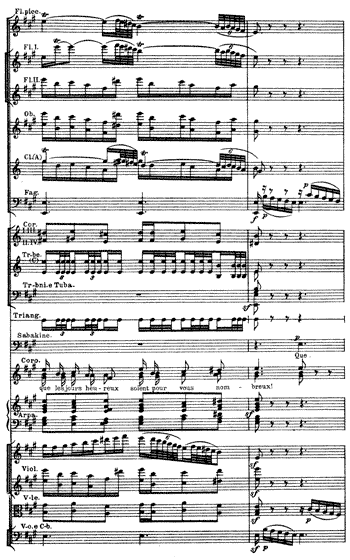 Fl.picc.
Fl.I.
Fl.II.
Ob.
Cl.(A)
Fag.
p
Cor.
I.III.
II.IV.
Tr-be.
Tr-bni.e Tuba.
Triang.
Sabakine.
Que
Coro.
que les jours heu-reux soient pour vous nom-breux!
Arpa.
Viol.
V-le.
V-c.e C-b.
sf p